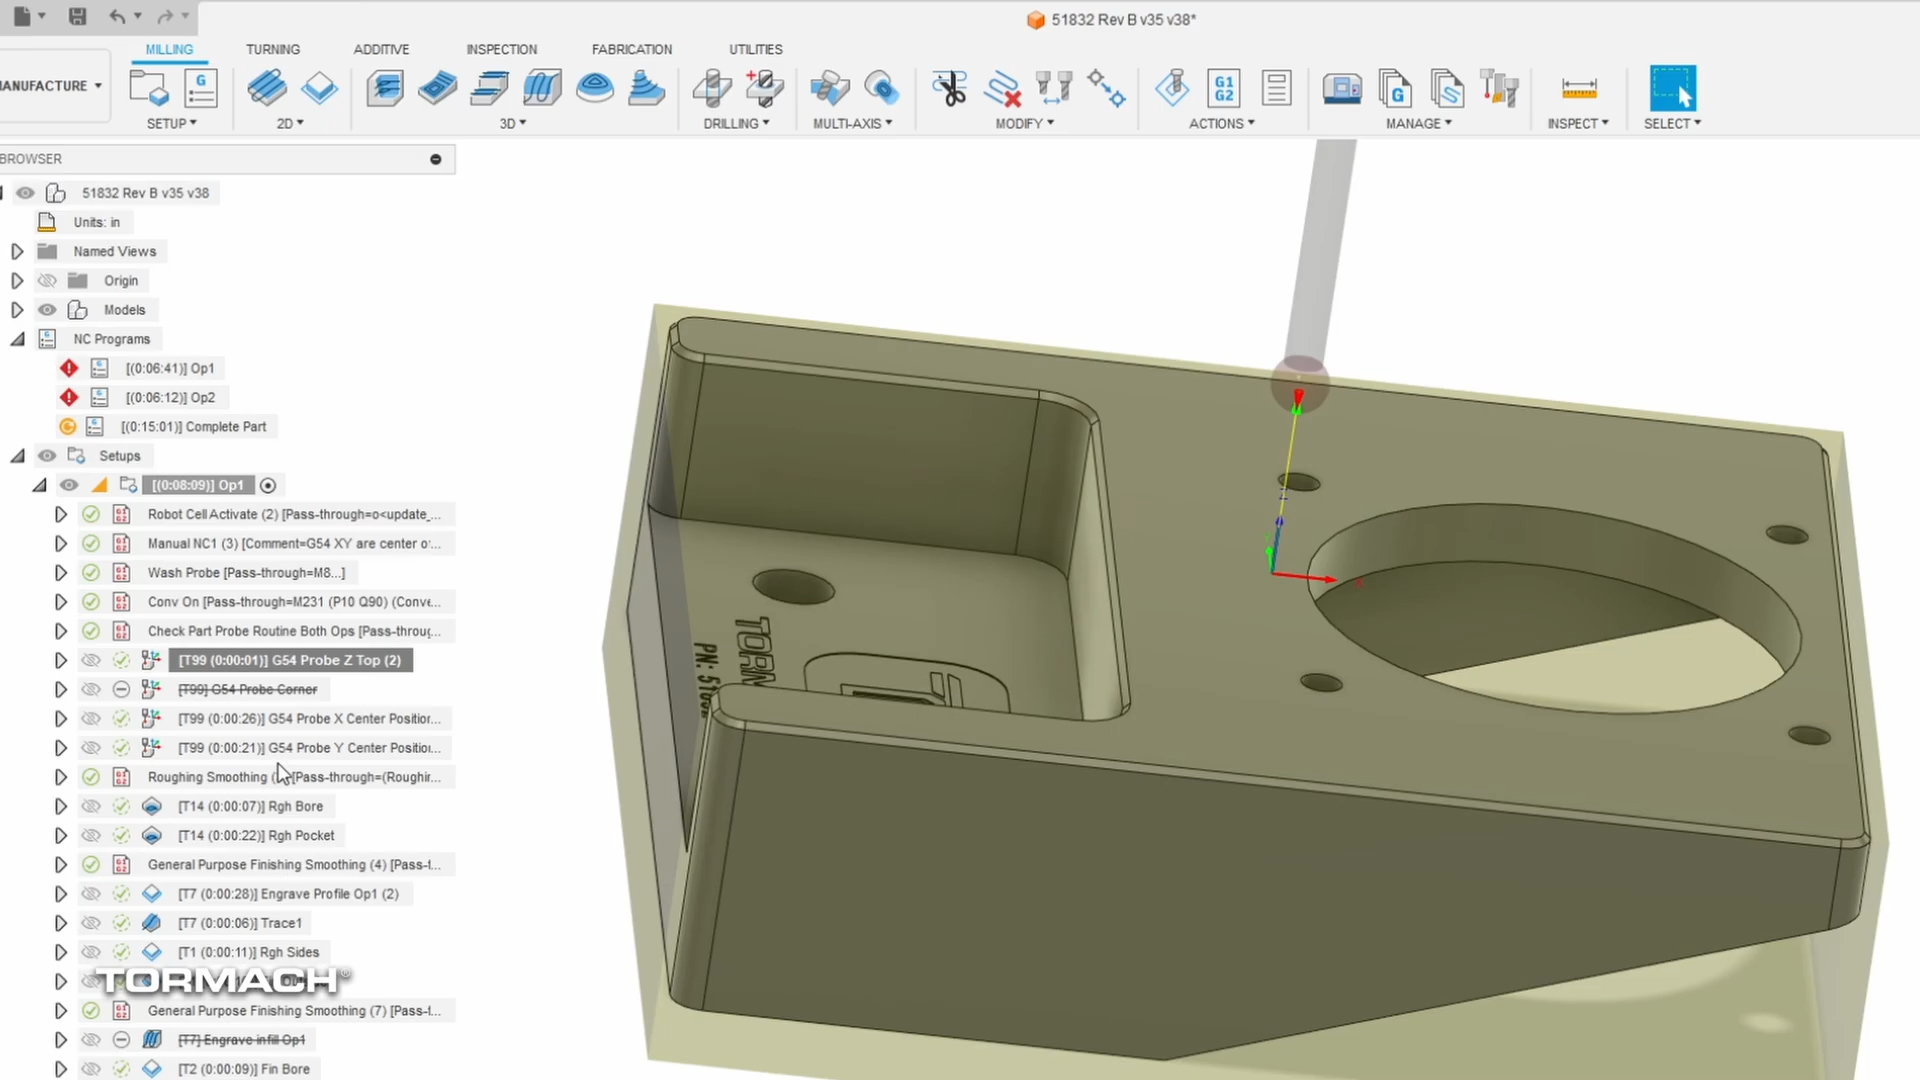 51832 Rev B v35 v38*
MILLING TURNING ADDITIVE INSPECTION FABRICATION UTILITIES
MANUFACTURE
SETUP 2D 3D DRILLING MULTI-AXIS MODIFY ACTIONS MANAGE INSPECT SELECT
BROWSER
51832 Rev B v35 v38
Units: in
Named Views
Origin
Models
NC Programs
[(0:06:41)] Op1
[(0:06:12)] Op2
[(0:15:01)] Complete Part
Setups
[(0:08:09)] Op1
Robot Cell Activate (2) [Pass-through=o<update_...
Manual NC1 (3) [Comment=G54 XY are center o...
Wash Probe [Pass-through=M8...]
Conv On [Pass-through=M231 (P10 Q90) (Conve...
Check Part Probe Routine Both Ops [Pass-throug...
[T99 (0:00:01)] G54 Probe Z Top (2)
[T99] G54 Probe Corner
[T99 (0:00:26)] G54 Probe X Center Position...
[T99 (0:00:21)] G54 Probe Y Center Position...
Roughing Smoothing [Pass-through=(Roughin...
[T14 (0:00:07)] Rgh Bore
[T14 (0:00:22)] Rgh Pocket
General Purpose Finishing Smoothing (4) [Pass-t...
[T7 (0:00:28)] Engrave Profile Op1 (2)
[T7 (0:00:06)] Trace1
[T1 (0:00:11)] Rgh Sides
TORMACH®
General Purpose Finishing Smoothing (7) [Pass-t...
[T7] Engrave infill Op1
[T2 (0:00:09)] Fin Bore
TORM
PN: